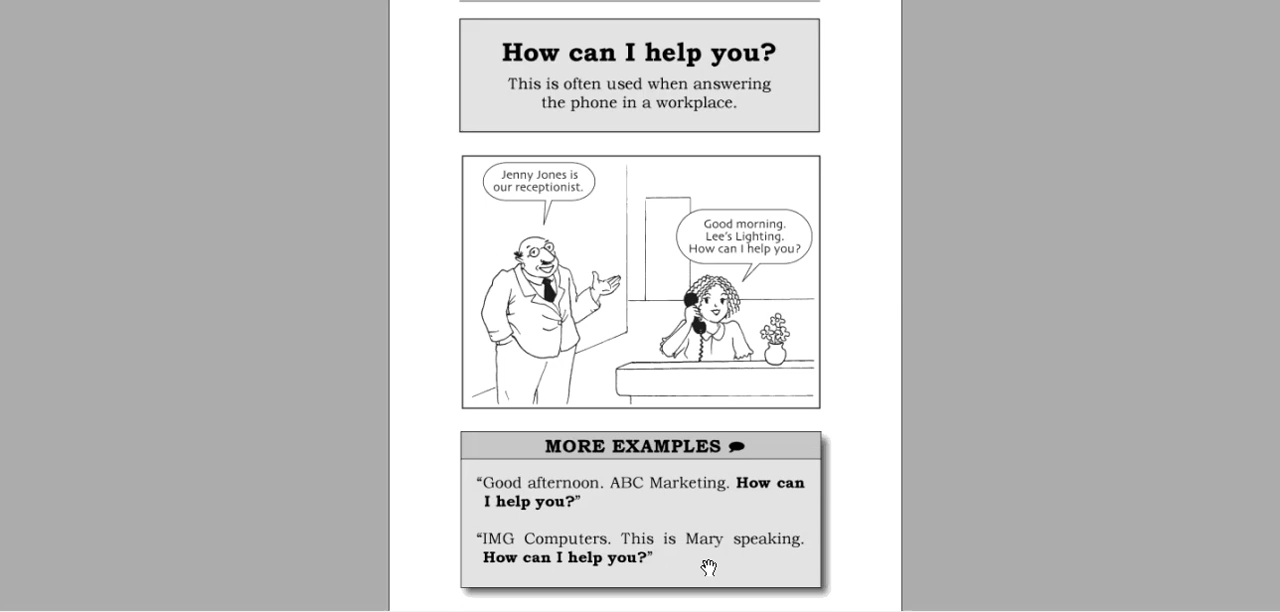 How can I help you?
This is often used when answering
the phone in a workplace.
Jenny Jones is
our receptionist.
Good morning.
Lee's Lighting.
How can I help you?
MORE EXAMPLES
“Good afternoon. ABC Marketing. How can
I help you?”
“IMG Computers. This is Mary speaking.
How can I help you?”